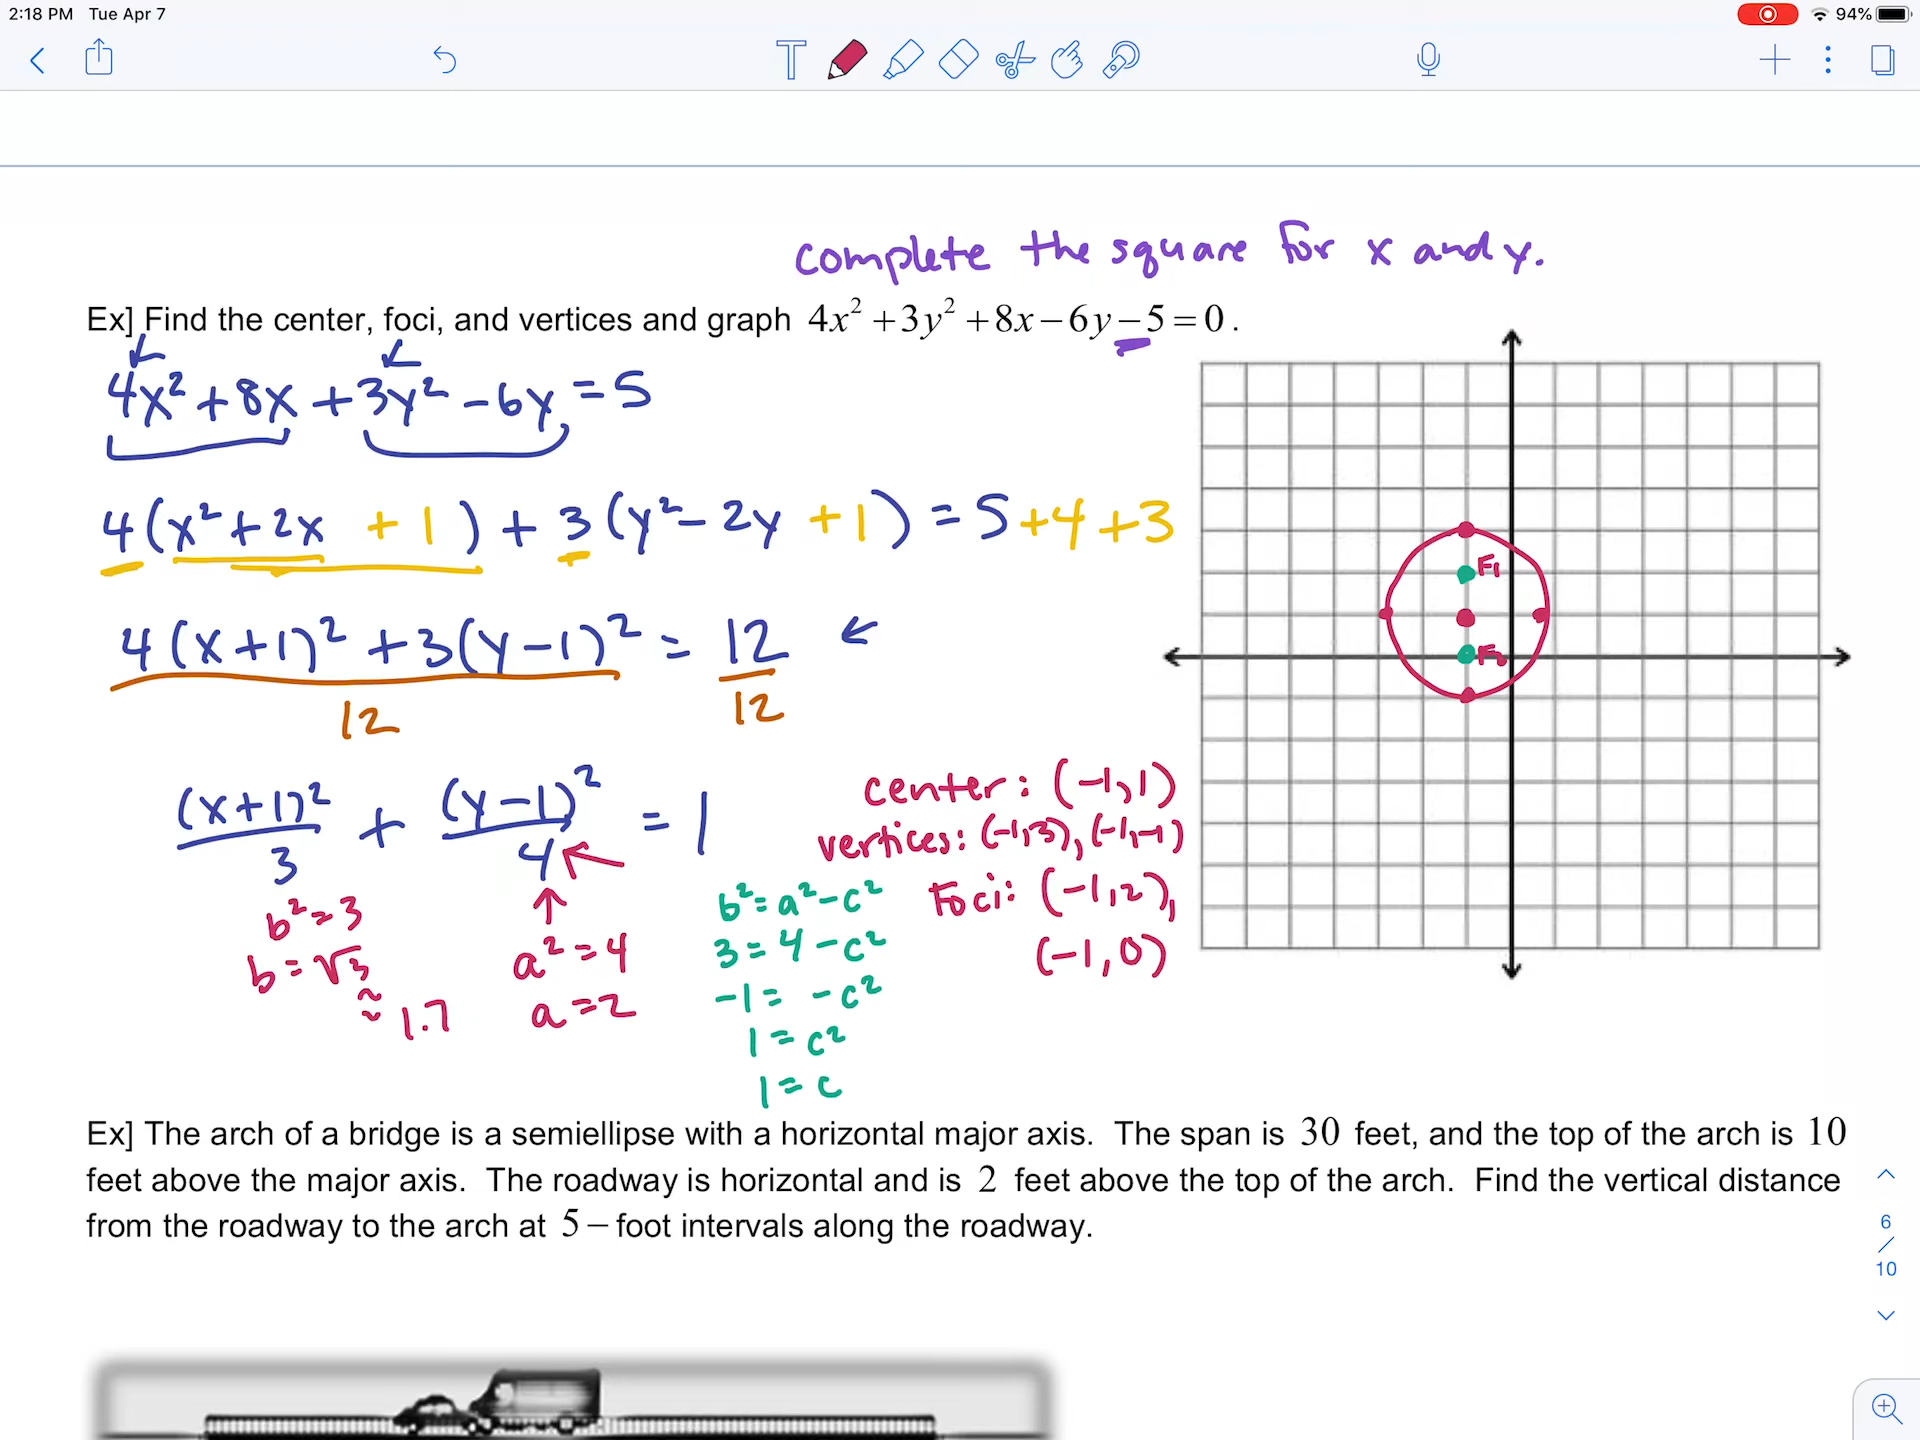 2:18 PM Tue Apr 7 94%
complete the square for x and y.
Ex] Find the center, foci, and vertices and graph 4x² + 3y² + 8x − 6y − 5 = 0.
4x² + 8x + 3y² − 6y = 5
4(x² + 2x + 1) + 3(y² − 2y + 1) = 5 + 4 + 3
4(x+1)² + 3(y−1)² = 12
12 12
(x+1)² + (y−1)² = 1
3 4
b² = 3
b = √3
≈ 1.7
a² = 4
a = 2
b² = a² − c²
3 = 4 − c²
−1 = −c²
1 = c²
1 = c
center: (−1,1)
vertices: (−1,3), (−1,−1)
Foci: (−1,2),
(−1,0)
F₁
F₂
Ex] The arch of a bridge is a semiellipse with a horizontal major axis. The span is 30 feet, and the top of the arch is 10
feet above the major axis. The roadway is horizontal and is 2 feet above the top of the arch. Find the vertical distance
from the roadway to the arch at 5 − foot intervals along the roadway.
6
/
10